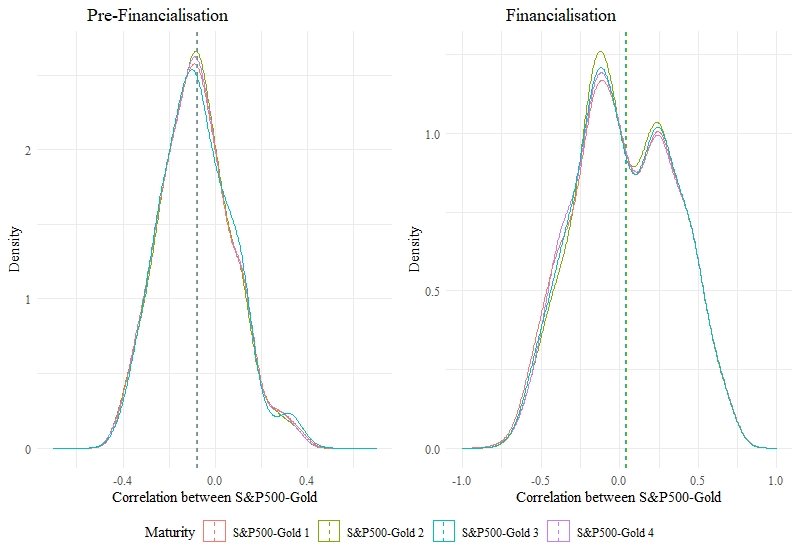 Pre-Financialisation
Financialisation
Density
2
1
0
-0.4
0.0
0.4
Correlation between S&P500-Gold
Density
1.0
0.5
0.0
-1.0
-0.5
0.0
0.5
1.0
Correlation between S&P500-Gold
Maturity
S&P500-Gold 1
S&P500-Gold 2
S&P500-Gold 3
S&P500-Gold 4